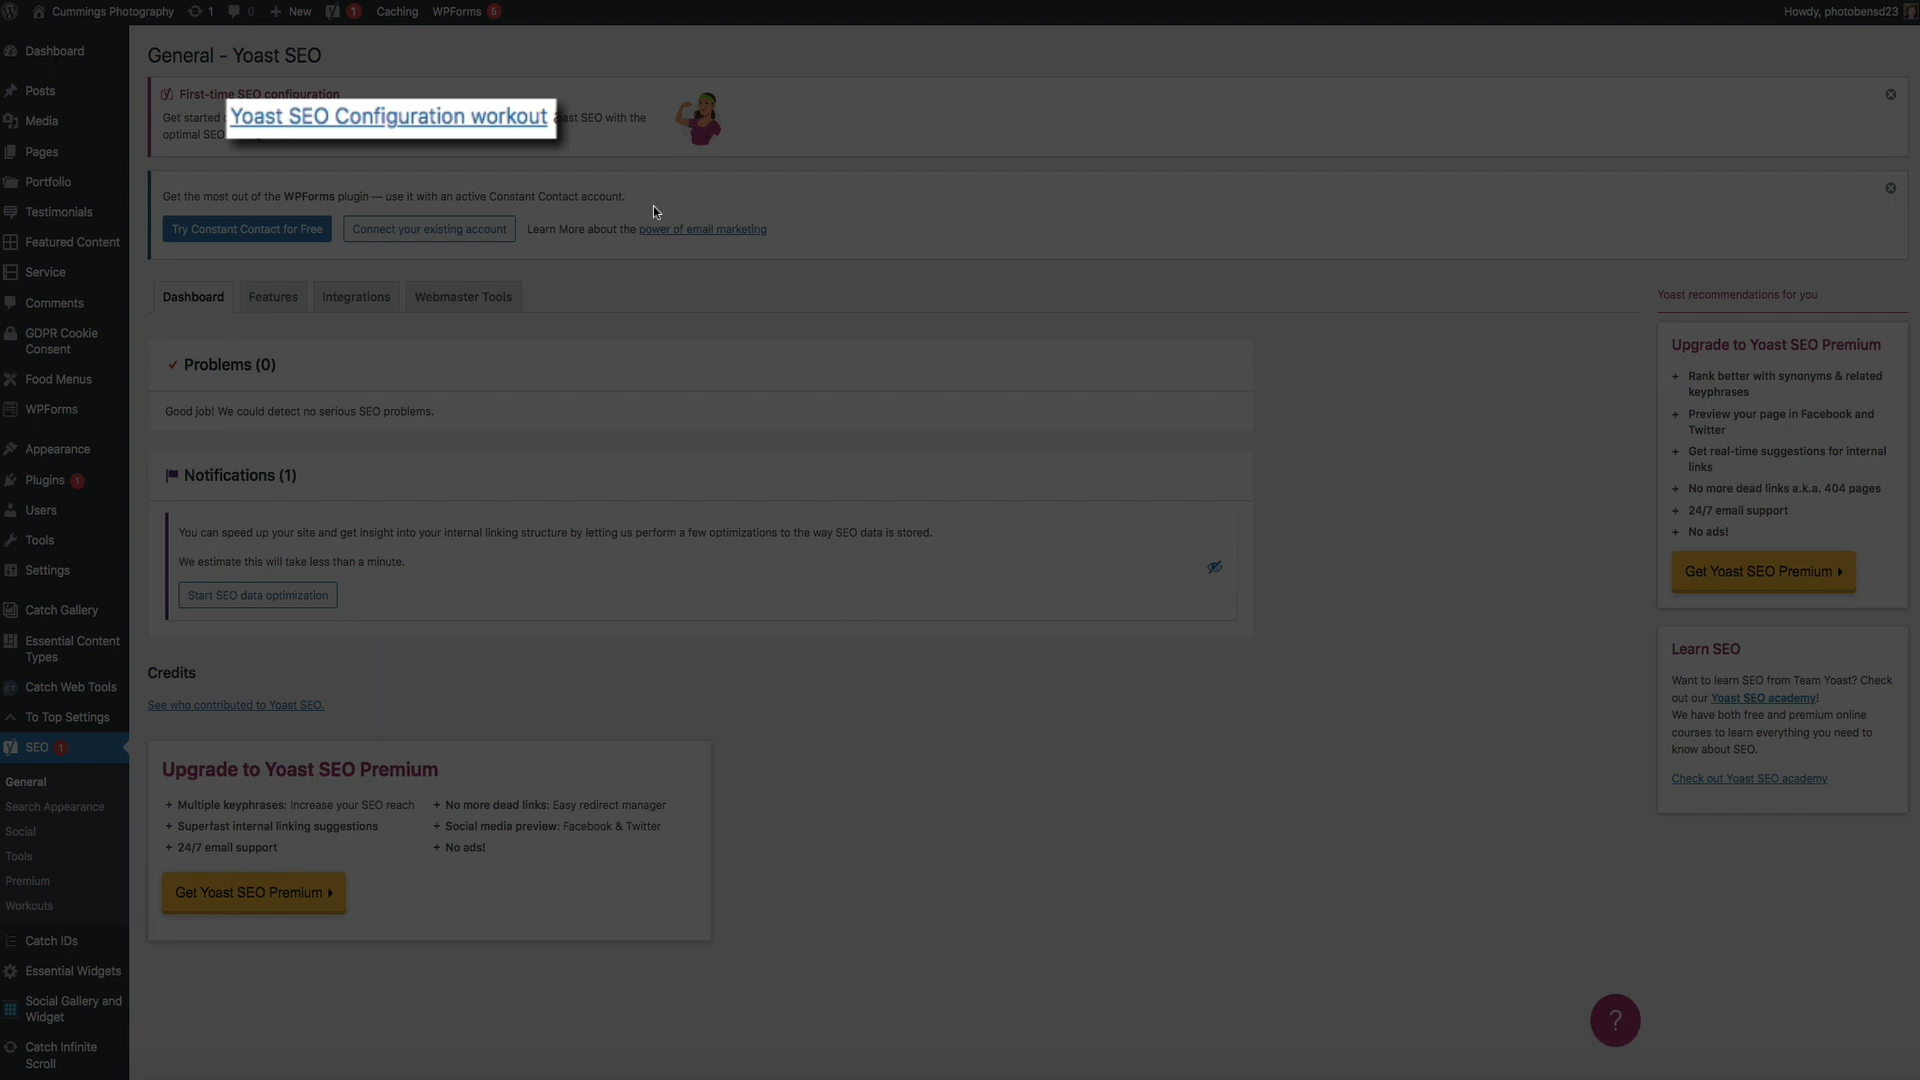 Cummings Photography 1 0 New 1 Caching WPForms 5 Howdy, photobensd23
Dashboard
Posts
Media
Pages
Portfolio
Testimonials
Featured Content
Service
Comments
GDPR Cookie
Consent
Food Menus
WPForms
Appearance
Plugins 1
Users
Tools
Settings
Catch Gallery
Essential Content
Types
Catch Web Tools
To Top Settings
SEO 1
General
Search Appearance
Social
Tools
Premium
Workouts
Catch IDs
Essential Widgets
Social Gallery and
Widget
Catch Infinite
Scroll
General - Yoast SEO
First-time SEO configuration
Get started
Yoast SEO Configuration workout
SEO with the
optimal SEO
Get the most out of the WPForms plugin — use it with an active Constant Contact account.
Try Constant Contact for Free Connect your existing account Learn More about the power of email marketing
Dashboard Features Integrations Webmaster Tools
Problems (0)
Good job! We could detect no serious SEO problems.
Notifications (1)
You can speed up your site and get insight into your internal linking structure by letting us perform a few optimizations to the way SEO data is stored.
We estimate this will take less than a minute.
Start SEO data optimization
Credits
See who contributed to Yoast SEO.
Upgrade to Yoast SEO Premium
+ Multiple keyphrases: Increase your SEO reach
+ Superfast internal linking suggestions
+ 24/7 email support
+ No more dead links: Easy redirect manager
+ Social media preview: Facebook & Twitter
+ No ads!
Get Yoast SEO Premium
Yoast recommendations for you
Upgrade to Yoast SEO Premium
+ Rank better with synonyms & related
keyphrases
+ Preview your page in Facebook and
Twitter
+ Get real-time suggestions for internal
links
+ No more dead links a.k.a. 404 pages
+ 24/7 email support
+ No ads!
Get Yoast SEO Premium
Learn SEO
Want to learn SEO from Team Yoast? Check
out our Yoast SEO academy!
We have both free and premium online
courses to learn everything you need to
know about SEO.
Check out Yoast SEO academy
?